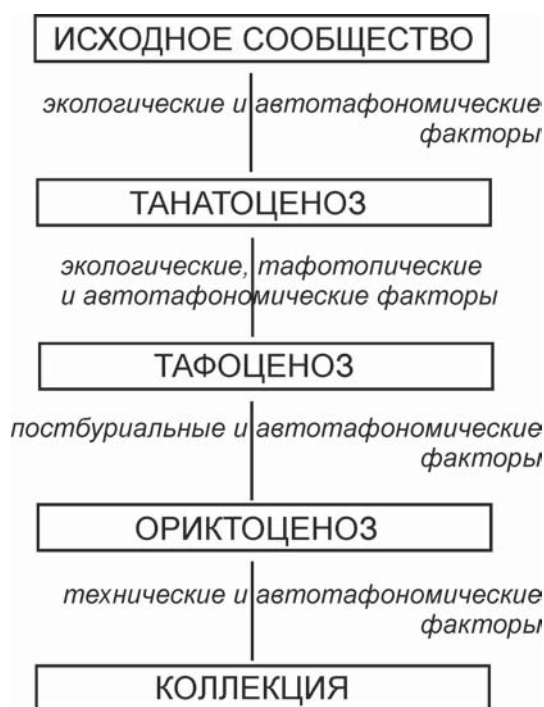 ИСХОДНОЕ СООБЩЕСТВО
экологические и автотафономические
факторы
ТАНАТОЦЕНОЗ
экологические, тафотопические
и автотафономические факторы
ТАФОЦЕНОЗ
постбуриальные и автотафономические
факторы
ОРИКТОЦЕНОЗ
технические и автотафономические
факторы
КОЛЛЕКЦИЯ